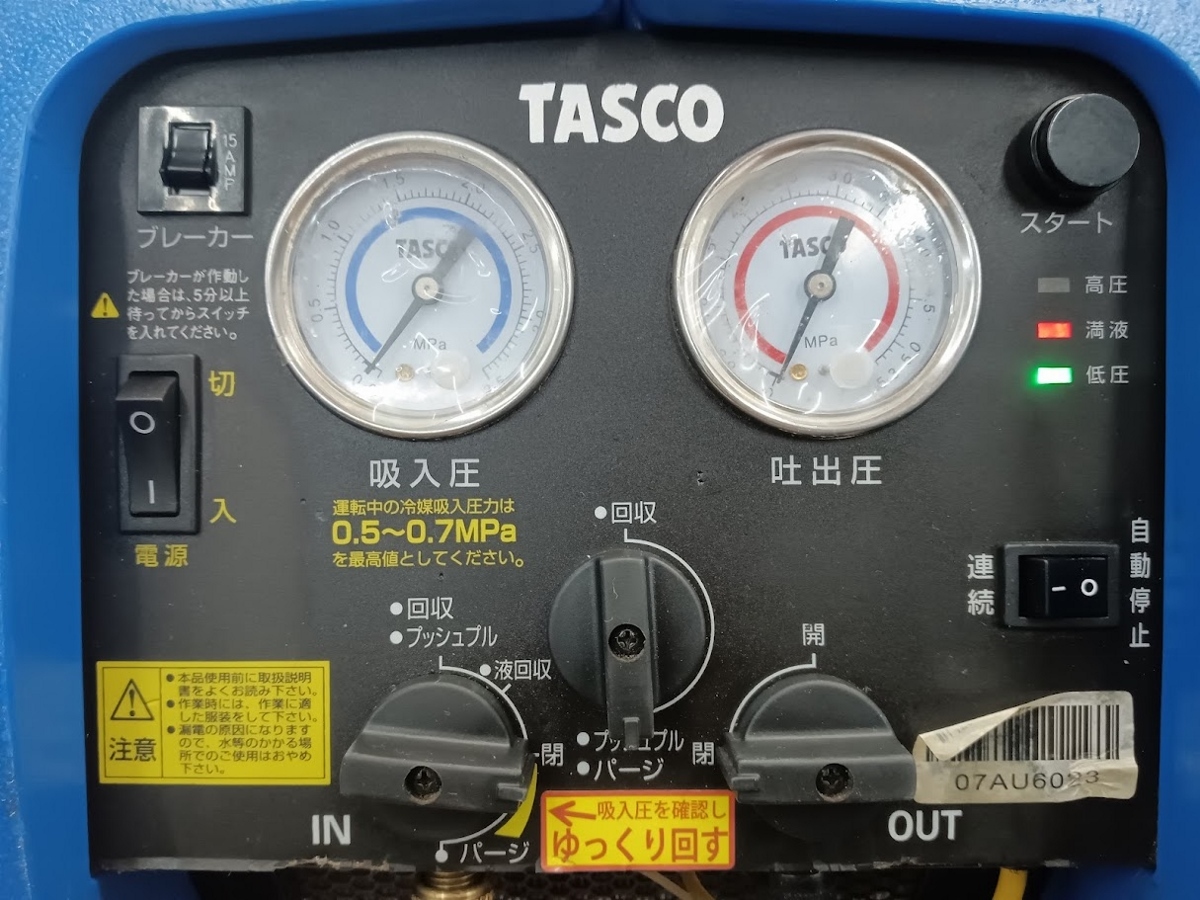 TASCO
15
AMP
ブレーカー
ブレーカーが作動し
た場合は、5分以上
待ってからスイッチ
を入れてください。
切
入
電源
0.5
1.0
1.5
2.0
2.5
TASCO
MPa
吸入圧
運転中の冷媒吸入圧力は
0.5〜0.7MPa
を最高値としてください。
TASCO
MPa
吐出圧
スタート
高圧
満液
低圧
連続
自動停止
●回収
●プッシュプル
●パージ
●回収
●プッシュプル
●液回収
閉
●パージ
IN
開
閉
OUT
注意
●本品使用前に取扱説明
書をよくお読み下さい。
●作業時には、作業に適
した服装をして下さい。
●漏電の原因になります
ので、水等のかかる場
所でのご使用はおやめ
下さい。
吸入圧を確認し
ゆっくり回す
07AU6023